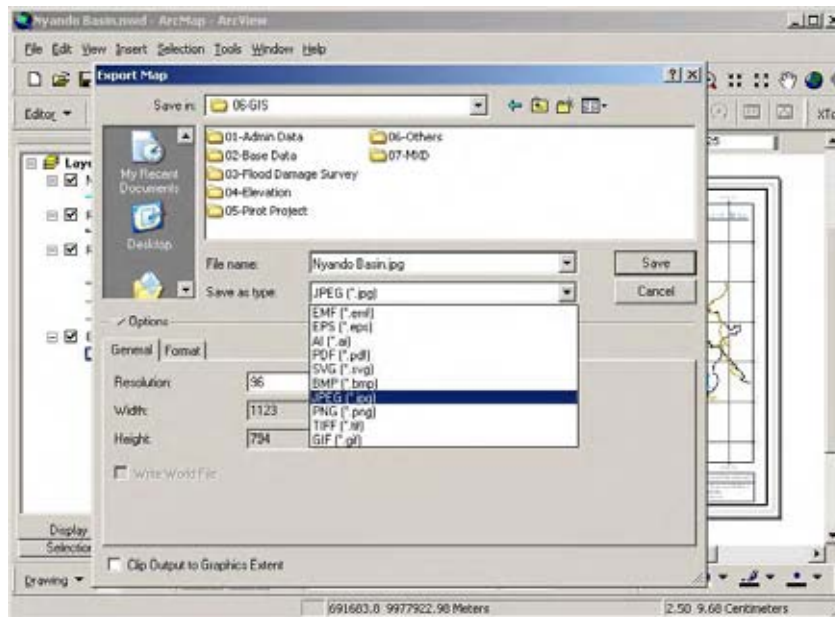 Nyando Basin.mxd - ArcMap - ArcView
File Edit View Insert Selection Tools Window Help
Export Map
Editor
Save in:
06-GIS
XTo
Laye
01-Admin Data
02-Base Data
03-Flood Damage Survey
04-Elevation
05-Pirot Project
06-Others
07-MXD
My Recent Documents
Desktop
File name:
Nyando Basin.jpg
Save
Save as type:
JPEG (*.jpg)
Cancel
EMF (*.emf)
EPS (*.eps)
AI (*.ai)
PDF (*.pdf)
SVG (*.svg)
BMP (*.bmp)
JPEG (*.jpg)
PNG (*.png)
TIFF (*.tif)
GIF (*.gif)
Options
General
Format
Resolution:
96
Width:
1123
Height:
794
Write World File
Clip Output to Graphics Extent
Display
Selection
Drawing
691683.8 9977922.98 Meters
2.50 9.68 Centimeters